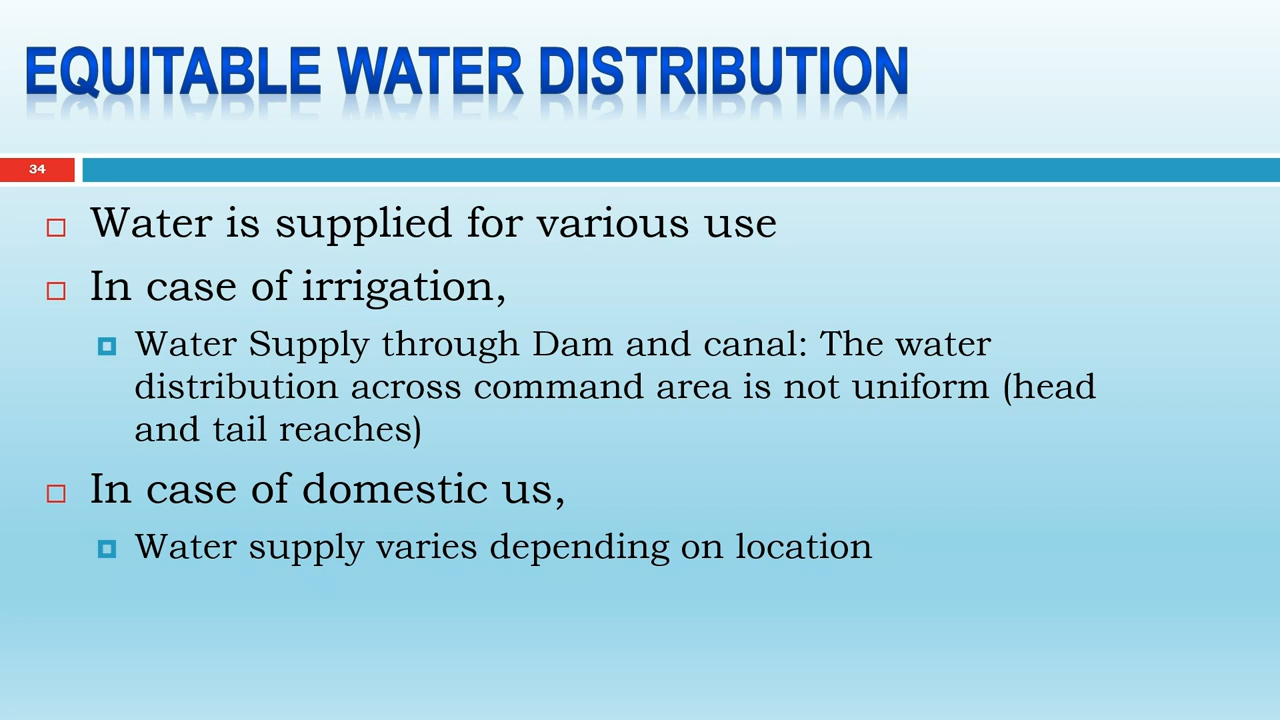 EQUITABLE WATER DISTRIBUTION
34
Water is supplied for various use
In case of irrigation,
Water Supply through Dam and canal: The water
distribution across command area is not uniform (head
and tail reaches)
In case of domestic us,
Water supply varies depending on location